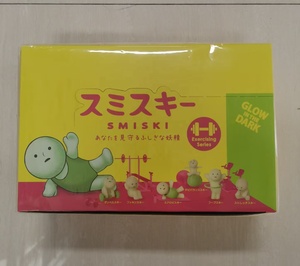 スミスキー
SMISKI
あなたを見守るふしぎな妖精
Exercising
Series
GLOW
IN THE
DARK